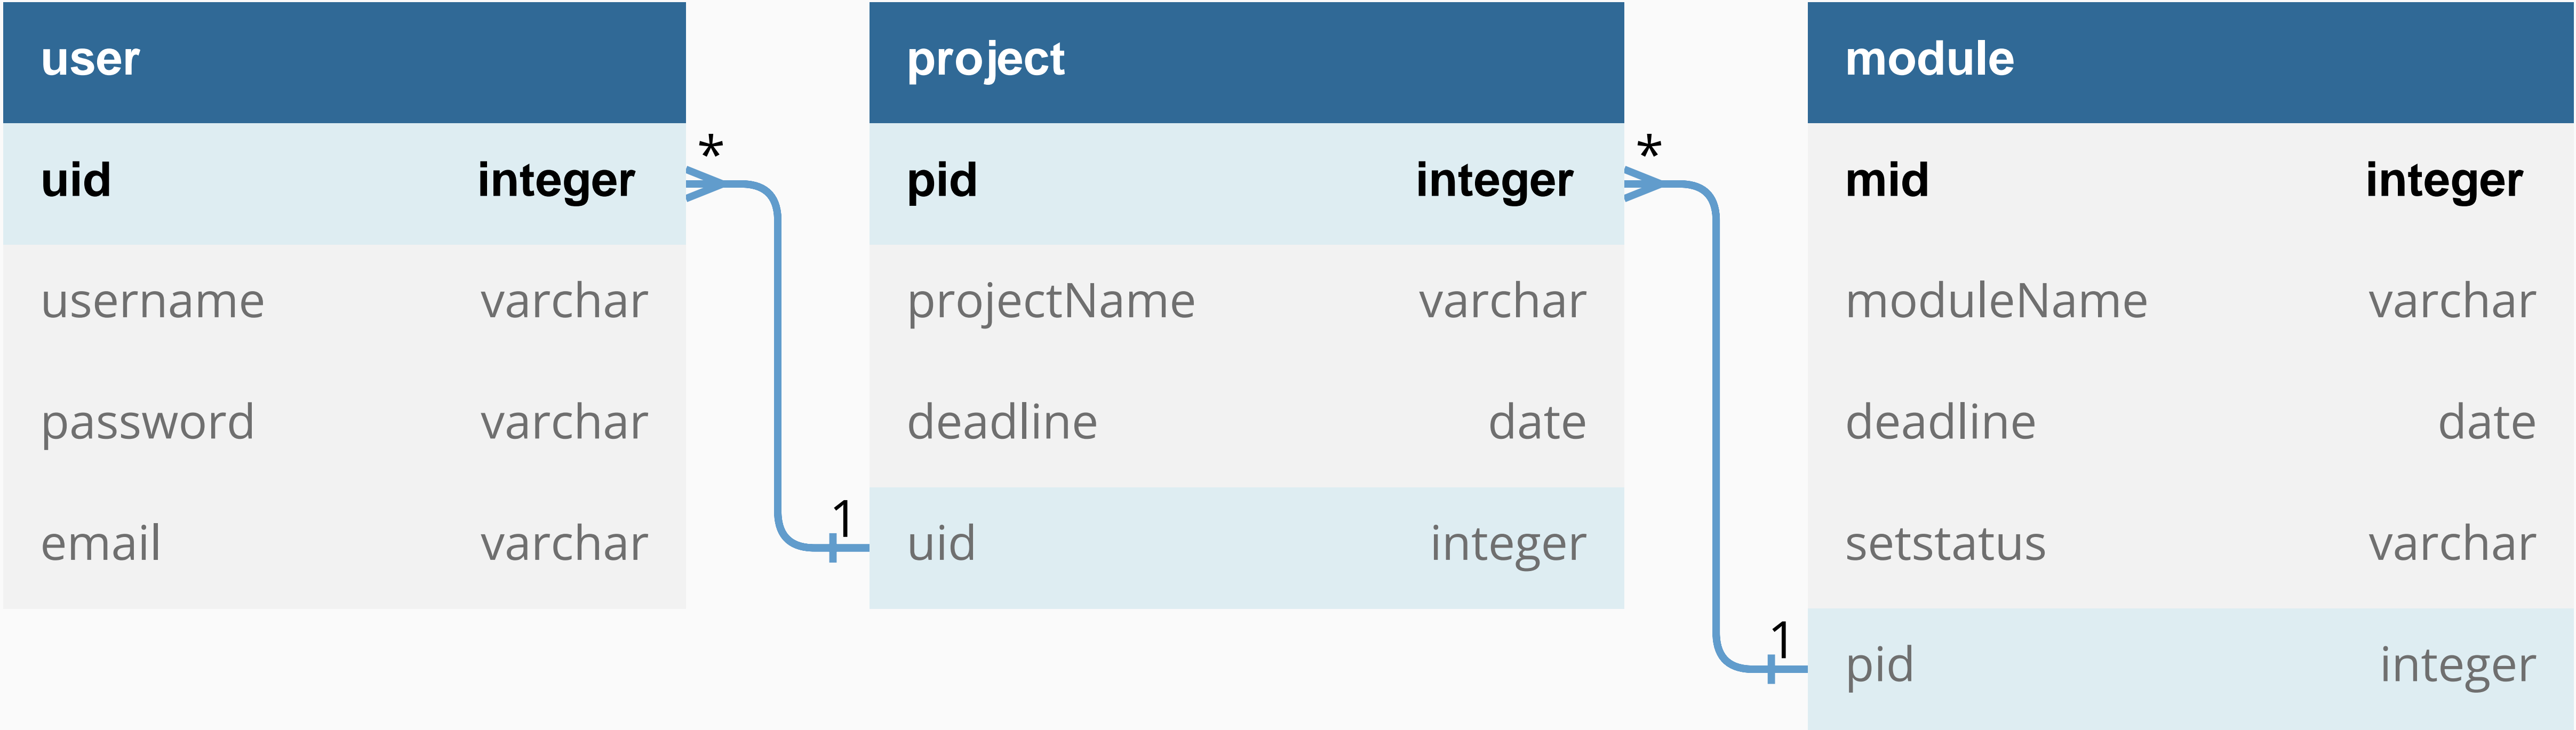 user
uid integer
username varchar
password varchar
email varchar
*
1
project
pid integer
projectName varchar
deadline date
uid integer
*
1
module
mid integer
moduleName varchar
deadline date
setstatus varchar
pid integer